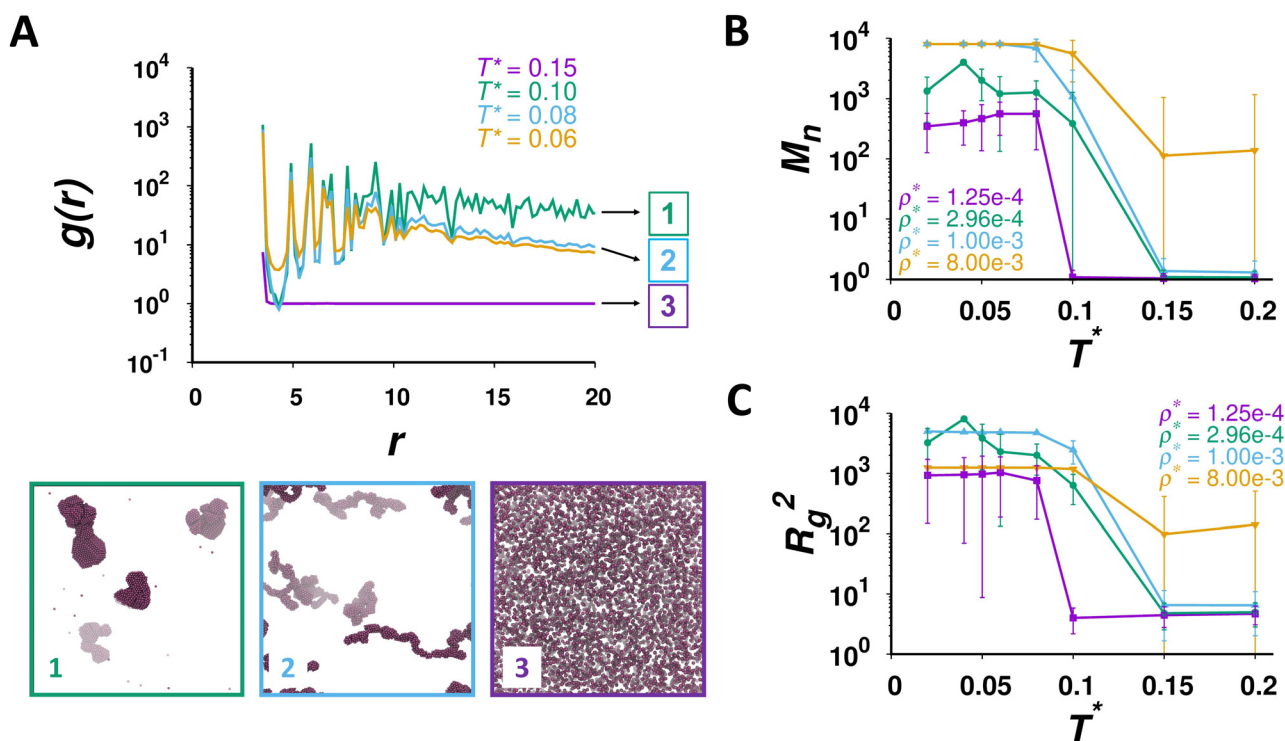 A
10^4
10^3
10^2
10^1
10^0
10^-1
g(r)
T* = 0.15
T* = 0.10
T* = 0.08
T* = 0.06
1
2
3
0 5 10 15 20
r
1
2
3
B
10^4
10^3
10^2
10^1
10^0
M_n
ρ* = 1.25e-4
ρ* = 2.96e-4
ρ* = 1.00e-3
ρ* = 8.00e-3
0 0.05 0.1 0.15 0.2
T*
C
10^4
10^3
10^2
10^1
10^0
R_g^2
ρ* = 1.25e-4
ρ* = 2.96e-4
ρ* = 1.00e-3
ρ* = 8.00e-3
0 0.05 0.1 0.15 0.2
T*